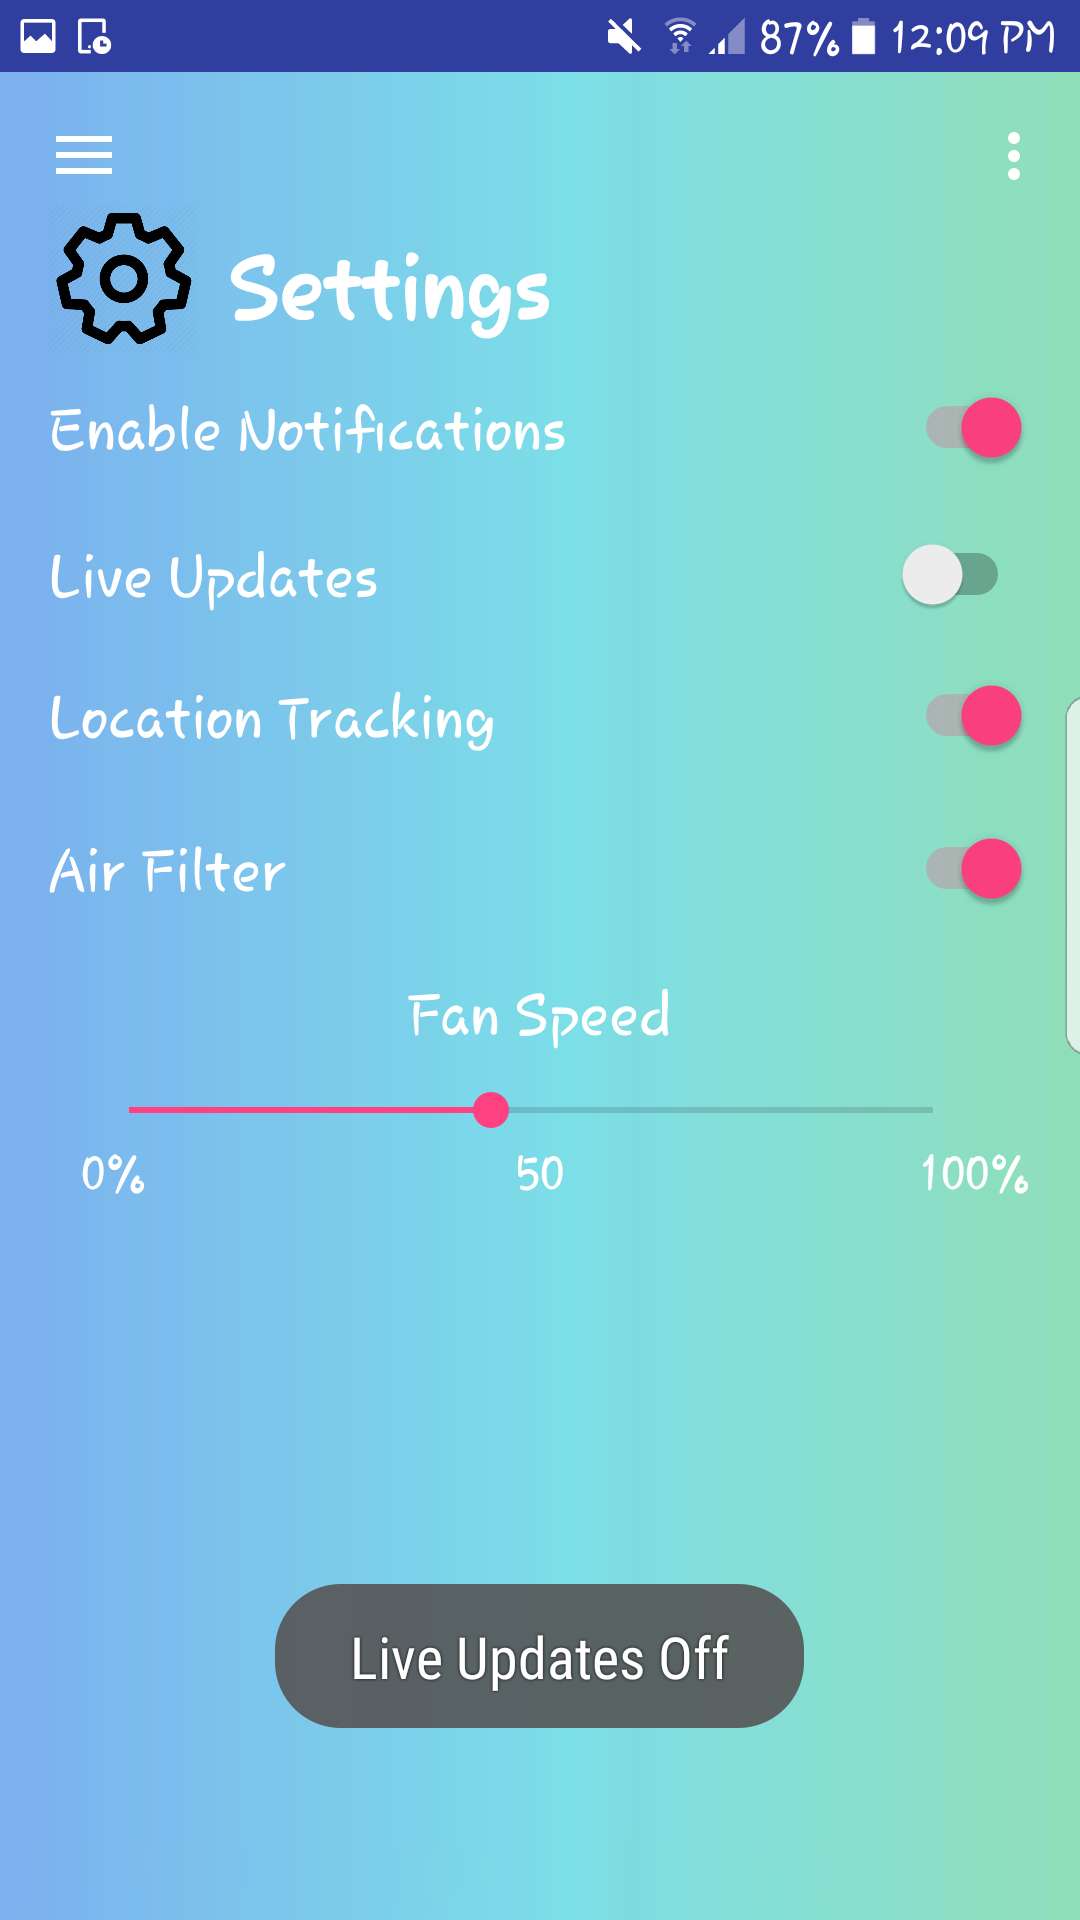 87% 12:09 PM
Settings
Enable Notifications
Live Updates
Location Tracking
Air Filter
Fan Speed
0% 50 100%
Live Updates Off